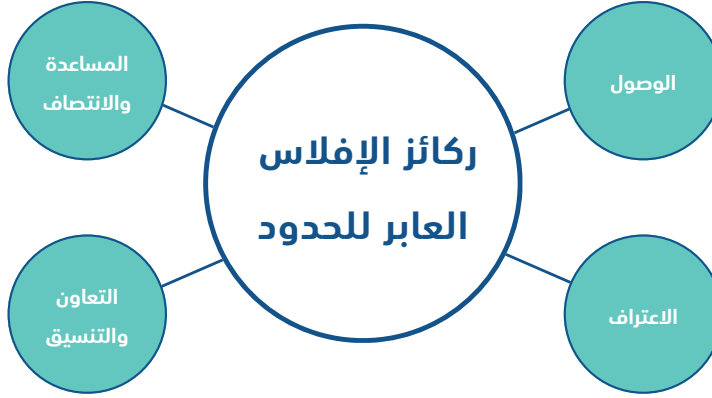 ركائز الإفلاس
العابر للحدود
الوصول
الاعتراف
المساعدة
والانتصاف
التعاون
والتنسيق